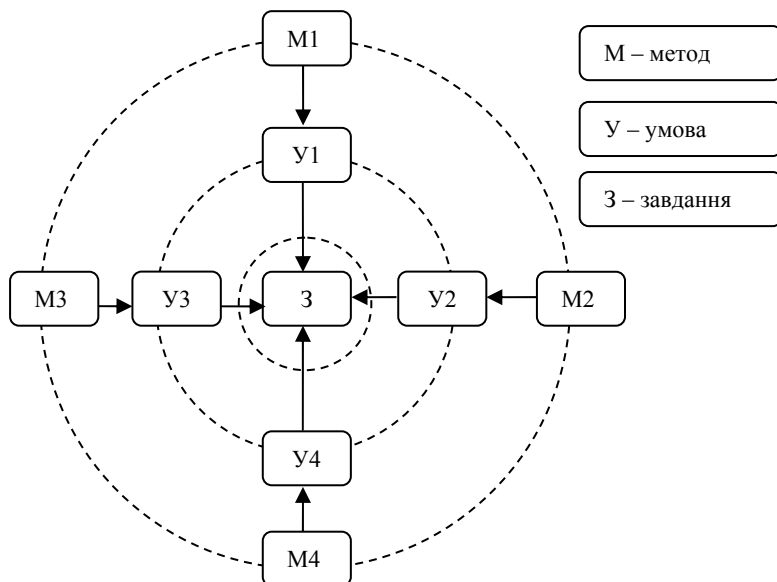 М1
М – метод
У – умова
У1
З – завдання
М3
У3
З
У2
М2
У4
М4